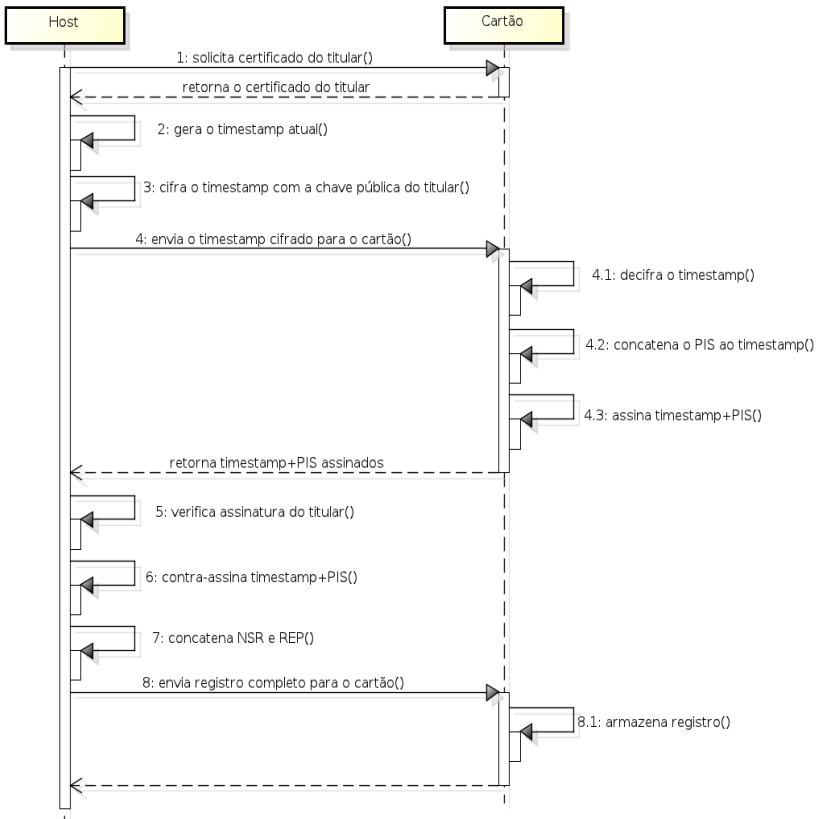 Host
Cartão
1: solicita certificado do titular()
retorna o certificado do titular
2: gera o timestamp atual()
3: cifra o timestamp com a chave pública do titular()
4: envia o timestamp cifrado para o cartão()
4.1: decifra o timestamp()
4.2: concatena o PIS ao timestamp()
4.3: assina timestamp+PIS()
retorna timestamp+PIS assinados
5: verifica assinatura do titular()
6: contra-assina timestamp+PIS()
7: concatena NSR e REP()
8: envia registro completo para o cartão()
8.1: armazena registro()